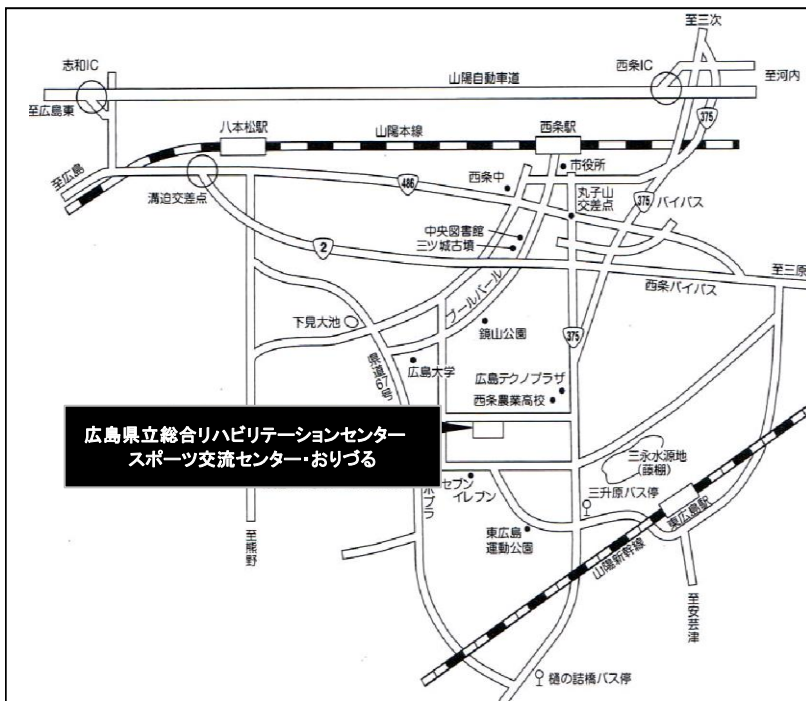 至三次
志和IC
西条IC
山陽自動車道
至河内
至広島東
375
八本松駅
山陽本線
西条駅
市役所
至広島
西条中
丸子山
交差点
溝迫交差点
486
375
バイパス
中央図書館
三ツ城古墳
2
至三原
西条バイパス
ブールバール
下見大池
鏡山公園
375
広島大学
広島テクノプラザ
西条農業高校
広島県立総合リハビリテーションセンター
スポーツ交流センター・おりづる
三永水源地
(藤棚)
セブン
イレブン
ポプラ
三升原バス停
東広島駅
東広島
運動公園
山陽新幹線
至熊野
至安芸津
樋の詰橋バス停